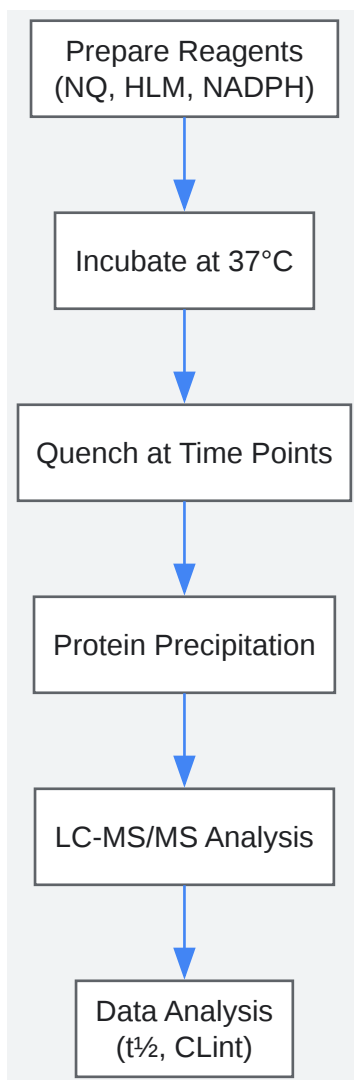 Prepare Reagents
(NQ, HLM, NADPH)
Incubate at 37°C
Quench at Time Points
Protein Precipitation
LC-MS/MS Analysis
Data Analysis
(t½, CLint)